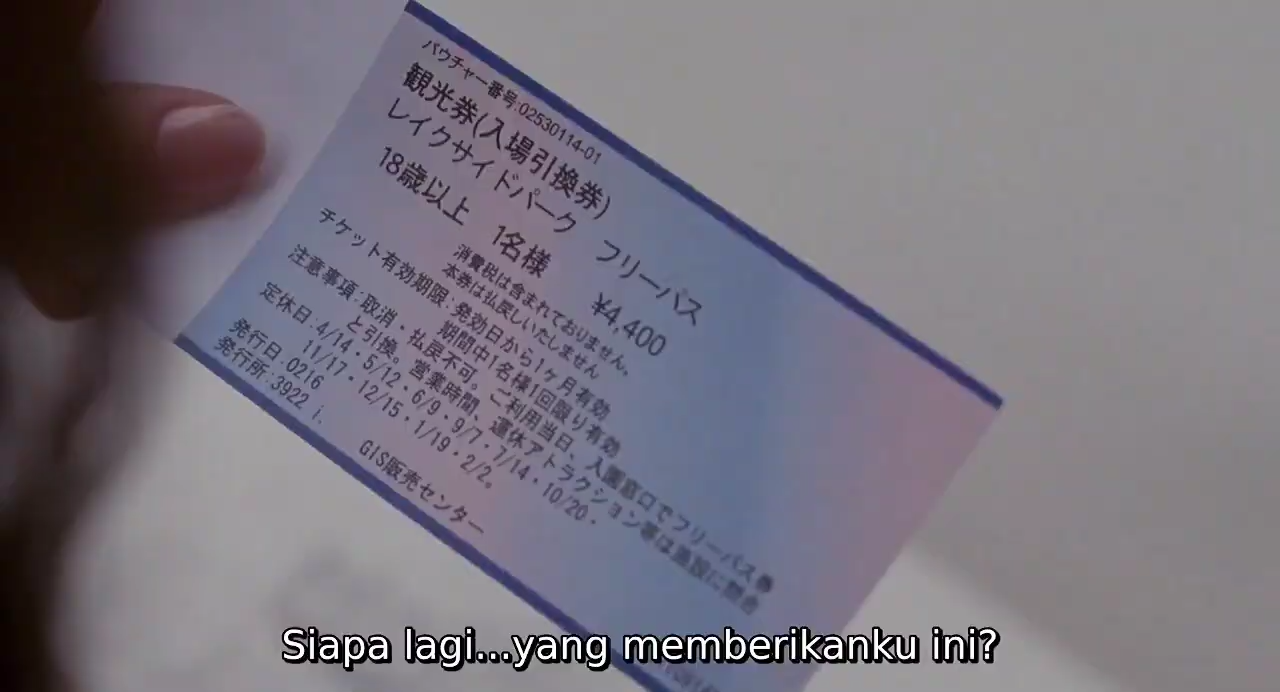 バウチャー番号:02530114-01
観光券(入場引換券)
レイクサイドパーク フリーパス
18歳以上 1名様 ¥4,400
消費税は含まれておりません。
本券は払戻しいたしません
チケット有効期限:発効日から1ヶ月有効
期間中1名様1回限り有効
注意事項:取消・払戻不可。ご利用当日、入園窓口でフリーパス券
と引換。営業時間、運休アトラクション等は施設に
定休日:4/14・5/12・6/9・9/7・7/14・10/20・
11/17・12/15・1/19・2/2。
発行日.0216
発行所:3922 i.
GIS販売センター
Siapa lagi...yang memberikanku ini?